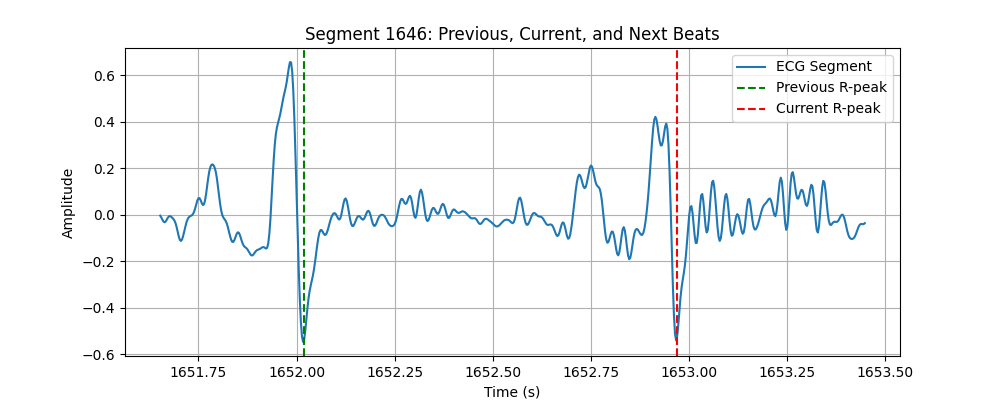 Segment 1646: Previous, Current, and Next Beats
ECG Segment
Previous R-peak
Current R-peak
Amplitude
0.6
0.4
0.2
0.0
−0.2
−0.4
−0.6
1651.75 1652.00 1652.25 1652.50 1652.75 1653.00 1653.25 1653.50
Time (s)